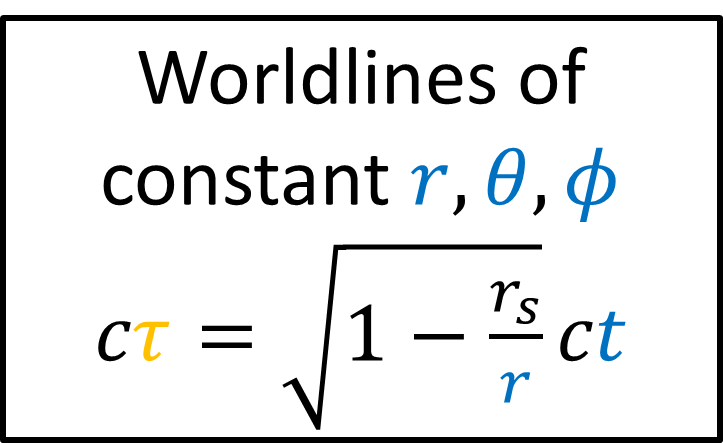 Worldlines of
constant r, θ, ϕ
cτ = √(1 − r_s/r) ct